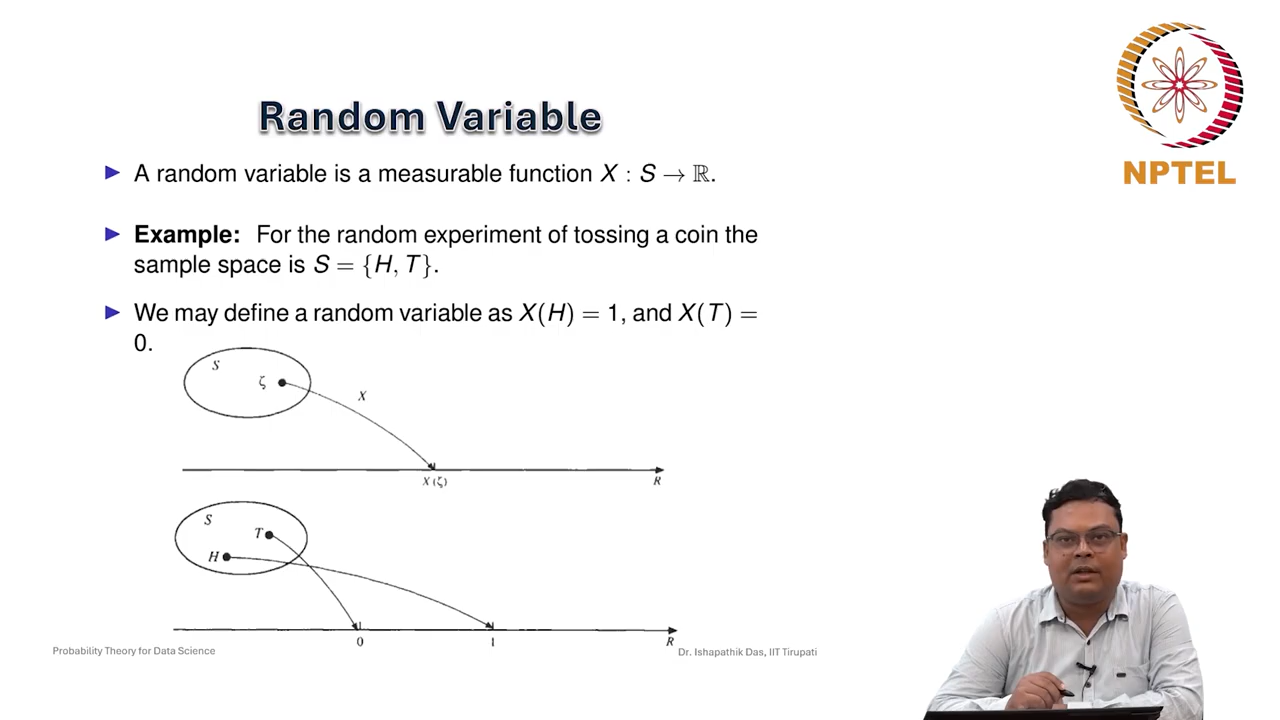 Random Variable
NPTEL
▶ A random variable is a measurable function X : S → ℝ.
▶ Example: For the random experiment of tossing a coin the
sample space is S = {H, T}.
▶ We may define a random variable as X(H) = 1, and X(T) =
0.
S
ζ
X
X(ζ)
R
S
T
H
0
1
R
Probability Theory for Data Science
Dr. Ishapathik Das, IIT Tirupati